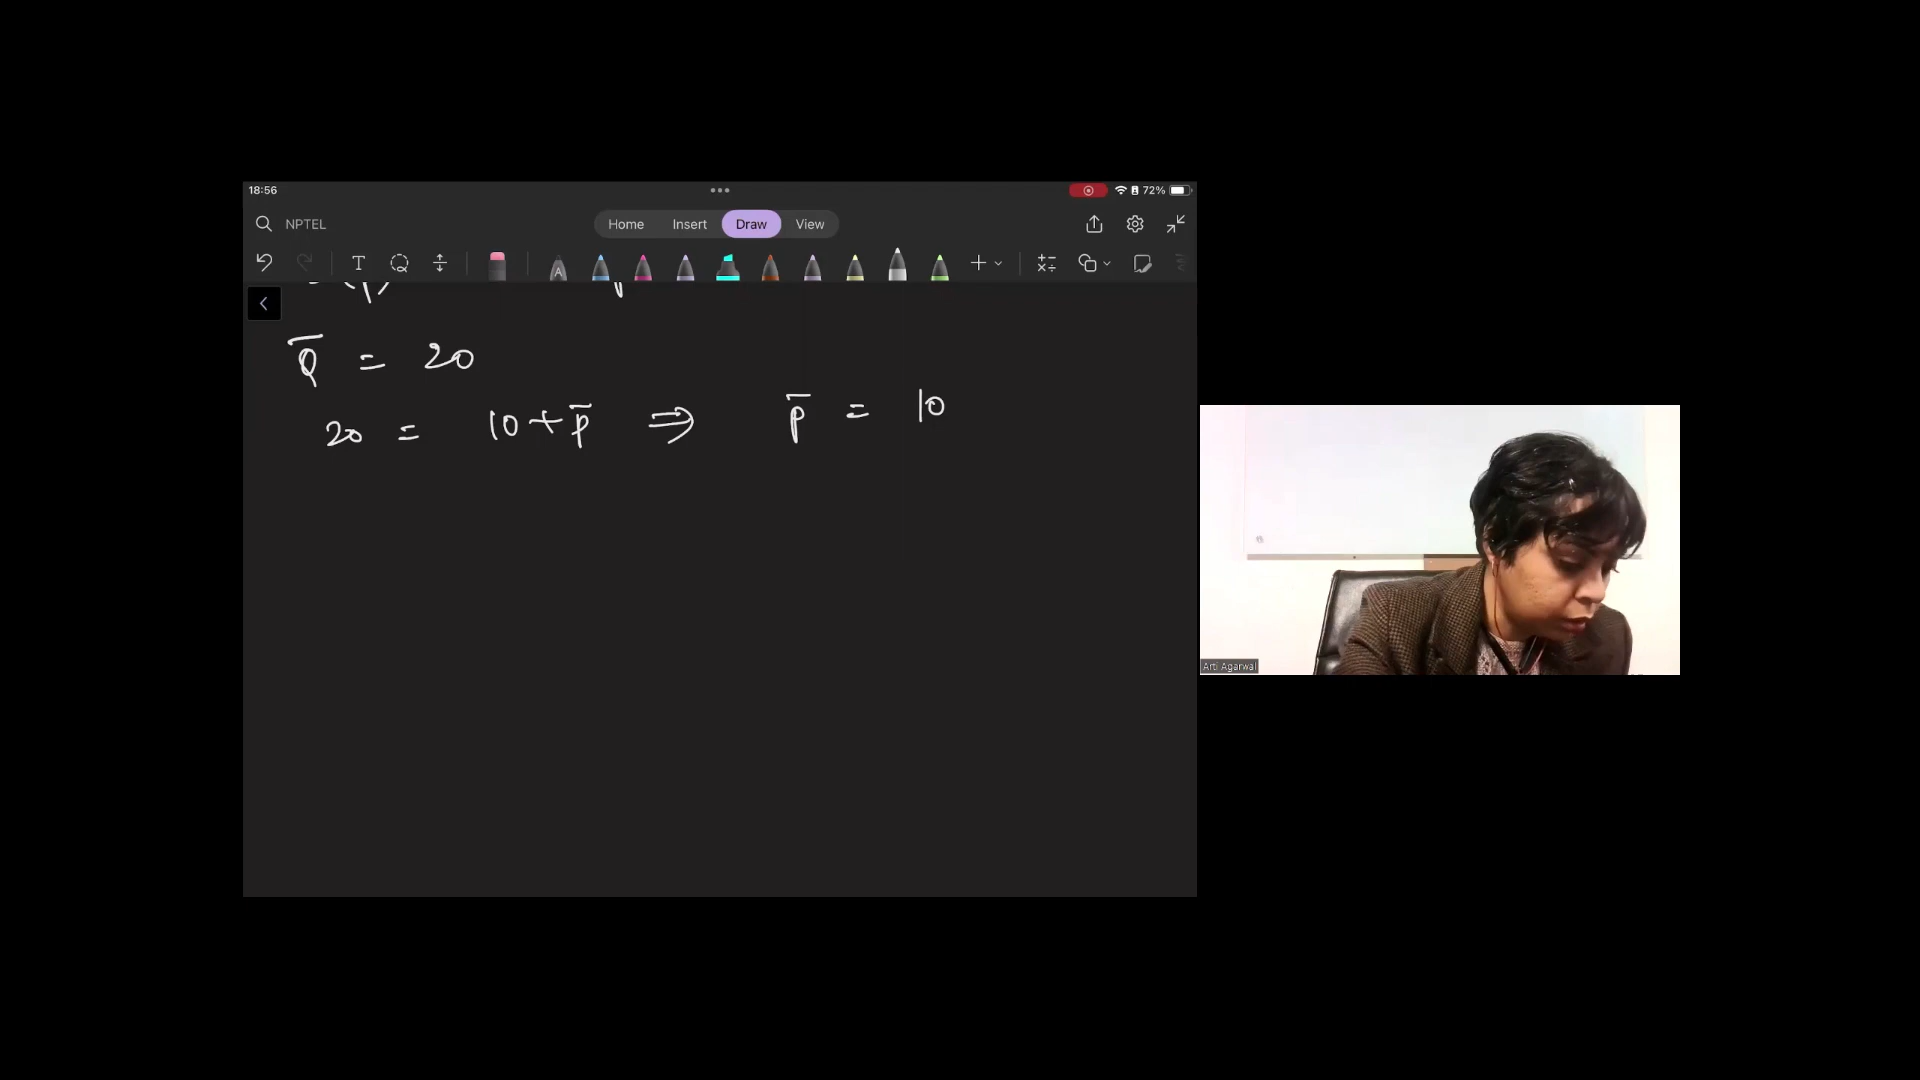 18:56
72%
NPTEL
Home Insert Draw View
T
A
Q̅ = 20
20 = 10 + p̅ ⇒ p̅ = 10
Arti Agarwal